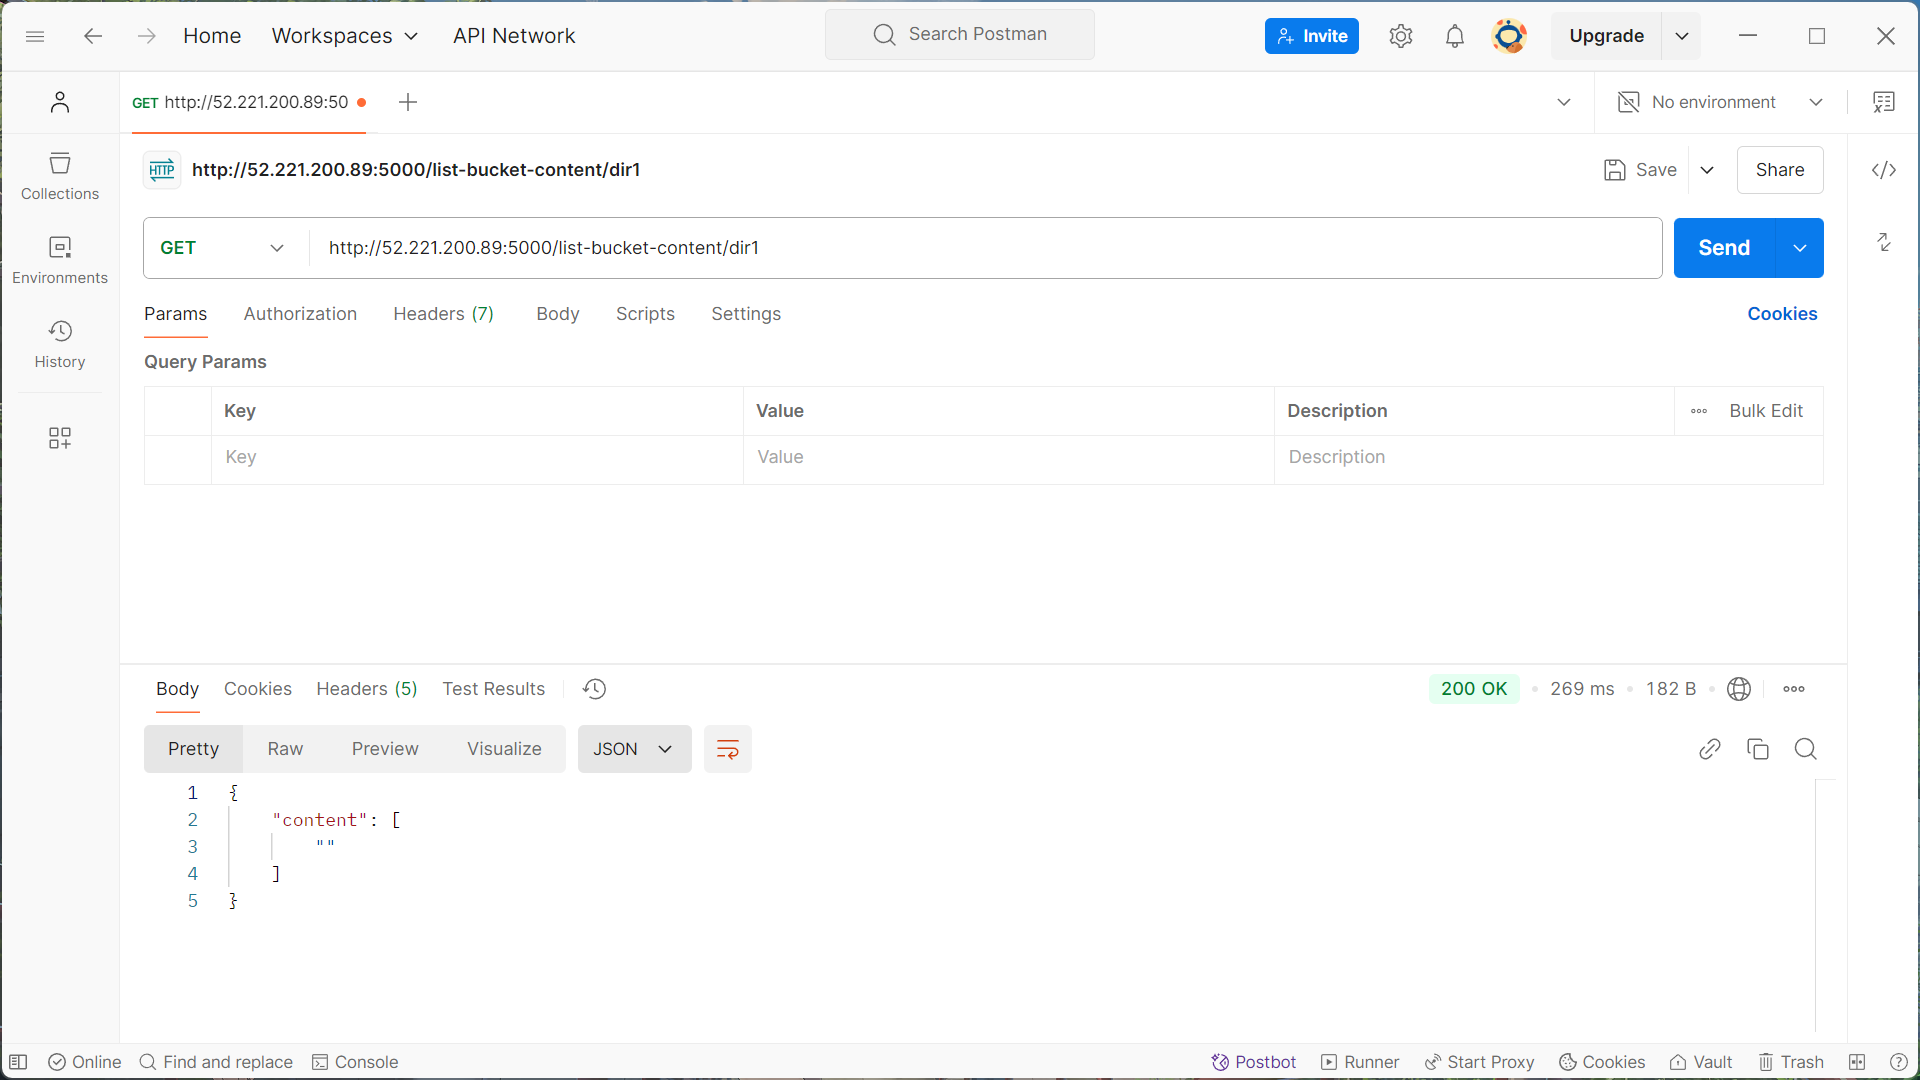 Home Workspaces API Network Search Postman Invite Upgrade
GET http://52.221.200.89:50 No environment
HTTP http://52.221.200.89:5000/list-bucket-content/dir1 Save Share
Collections
GET http://52.221.200.89:5000/list-bucket-content/dir1 Send
Environments
Params Authorization Headers (7) Body Scripts Settings Cookies
History
Query Params
Key Value Description Bulk Edit
Key Value Description
Body Cookies Headers (5) Test Results 200 OK 269 ms 182 B
Pretty Raw Preview Visualize JSON
1 {
2 "content": [
3 ""
4 ]
5 }
Online Find and replace Console Postbot Runner Start Proxy Cookies Vault Trash